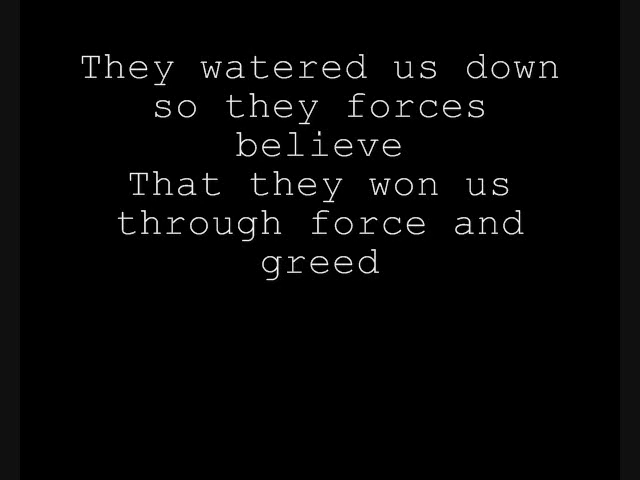 They watered us down
so they forces
believe
That they won us
through force and
greed